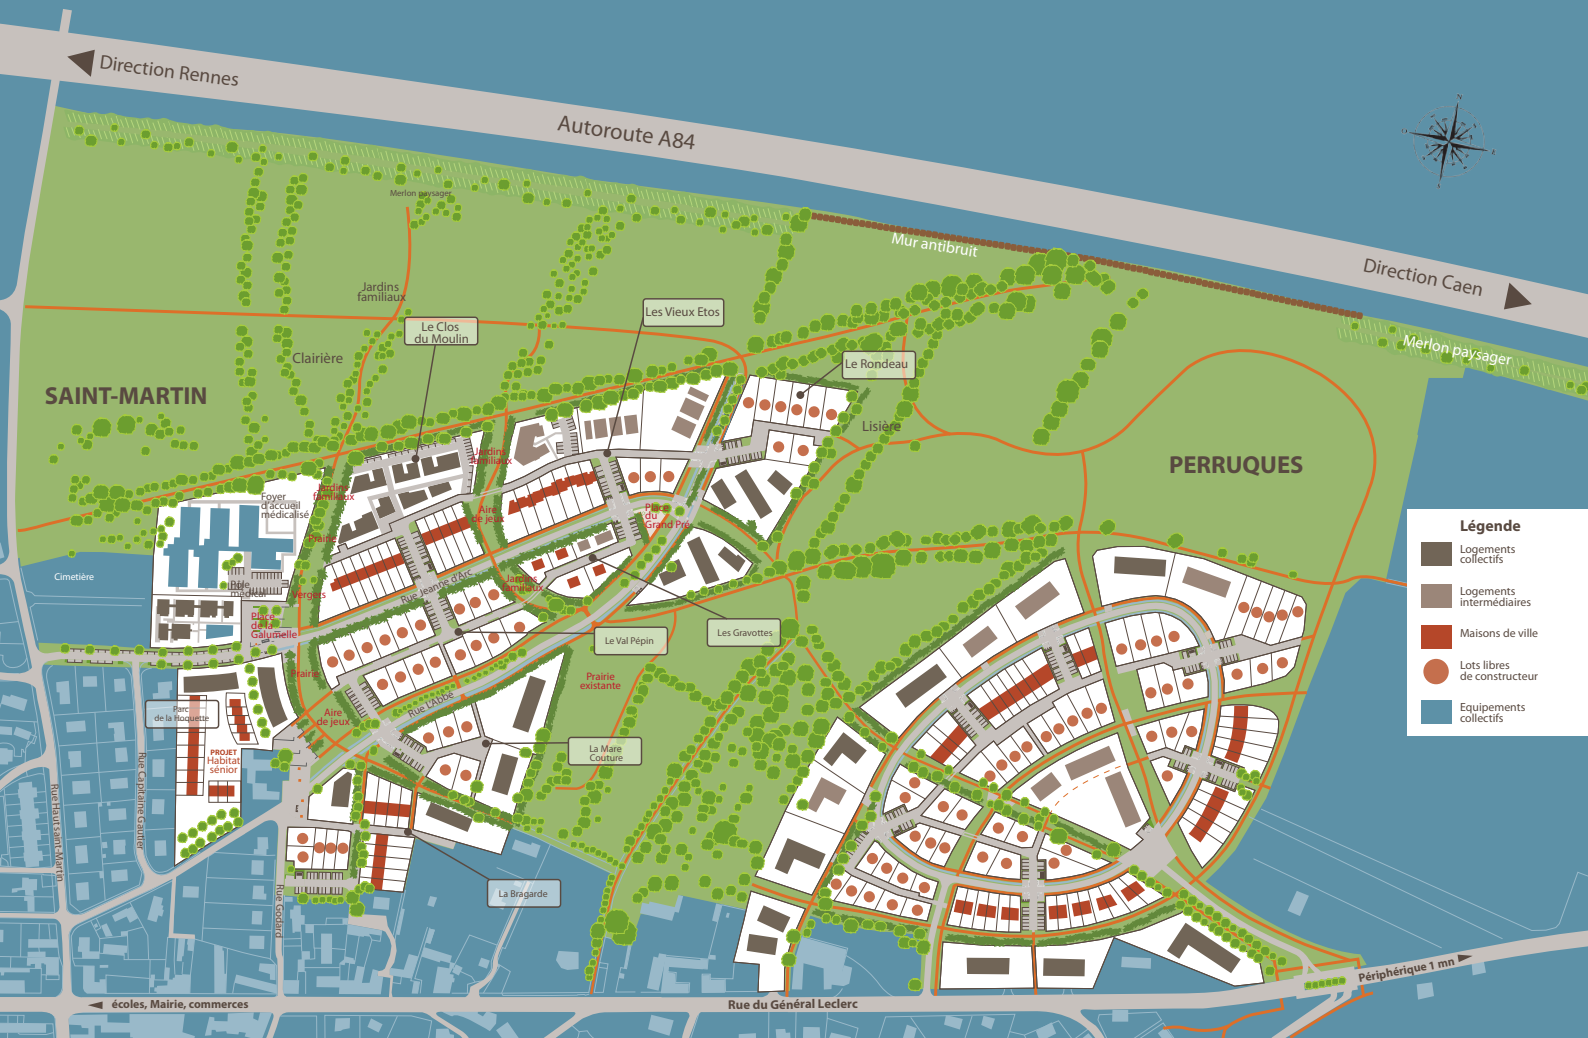 Direction Rennes
Autoroute A84
Direction Caen
Mur antibruit
Merlon paysager
Merlon paysager
Jardins
familiaux
Clairière
SAINT-MARTIN
PERRUQUES
Le Clos
du Moulin
Les Vieux Etos
Le Rondeau
Lisière
Jardins
familiaux
Jardins
familiaux
Aire
de jeux
Place
du
Grand Pré
Foyer
d'accueil
médicalisé
Prairie
Cimetière
Pôle
médical
Vergers
Rue Jeanne d'Arc
Jardins
familiaux
Place
de la
Galumelle
Le Val Pépin
Les Gravottes
Prairie
Prairie
existante
Parc
de la Hoquette
Aire
de jeux
Rue L'Abbé
La Mare
Couture
PROJET
Habitat
sénior
Rue Haut saint-Martin
Rue Capitaine Gautier
Rue Godard
La Bragarde
écoles, Mairie, commerces
Rue du Général Leclerc
Périphérique 1 mn
Légende
Logements
collectifs
Logements
intermédiaires
Maisons de ville
Lots libres
de constructeur
Equipements
collectifs
N